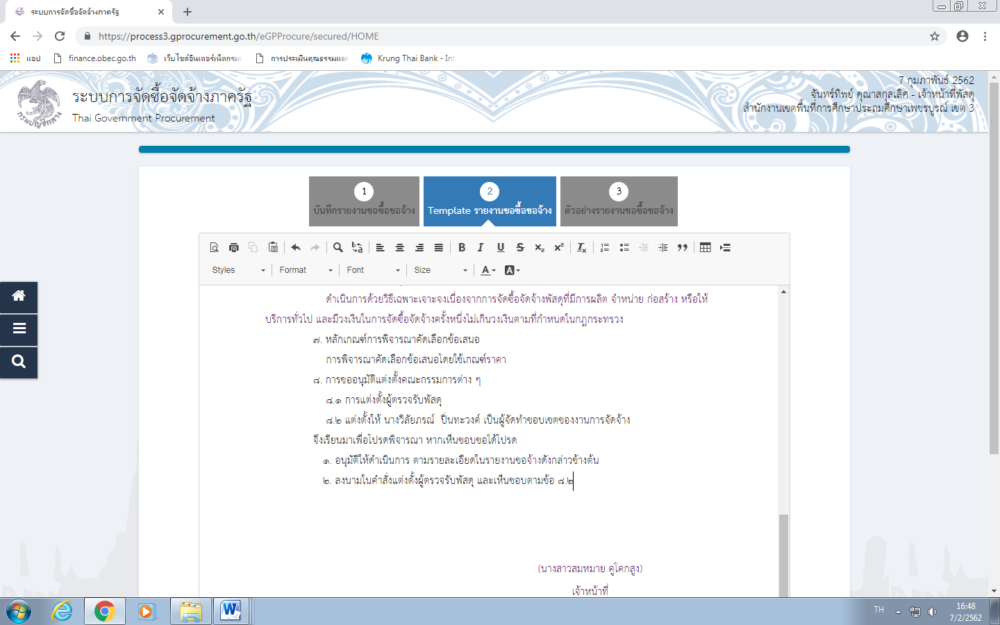 ระบบการจัดซื้อจัดจ้างภาครัฐ
https://process3.gprocurement.go.th/eGPProcure/secured/HOME
แอป
finance.obec.go.th
เว็บไซต์อินเตอร์เน็ตกรม
การประเมินคุณธรรมและ
Krung Thai Bank - Int
ระบบการจัดซื้อจัดจ้างภาครัฐ
Thai Government Procurement
กรมบัญชีกลาง
7 กุมภาพันธ์ 2562
จันทร์ทิพย์ คุณาสกุลเลิศ - เจ้าหน้าที่พัสดุ
สำนักงานเขตพื้นที่การศึกษาประถมศึกษาเพชรบูรณ์ เขต 3
1
บันทึกรายงานขอซื้อขอจ้าง
2
Template รายงานขอซื้อขอจ้าง
3
ตัวอย่างรายงานขอซื้อขอจ้าง
Styles
Format
Font
Size
ดำเนินการด้วยวิธีเฉพาะเจาะจงเนื่องจากการจัดซื้อจัดจ้างพัสดุที่มีการผลิต จำหน่าย ก่อสร้าง หรือให้
บริการทั่วไป และมีวงเงินในการจัดซื้อจัดจ้างครั้งหนึ่งไม่เกินวงเงินตามที่กำหนดในกฎกระทรวง
๗. หลักเกณฑ์การพิจารณาคัดเลือกข้อเสนอ
การพิจารณาคัดเลือกข้อเสนอโดยใช้เกณฑ์ราคา
๘. การขออนุมัติแต่งตั้งคณะกรรมการต่าง ๆ
๘.๑ การแต่งตั้งผู้ตรวจรับพัสดุ
๘.๒ แต่งตั้งให้ นางวิลัยภรณ์ ปิ่นทะวงค์ เป็นผู้จัดทำขอบเขตของงานการจัดจ้าง
จึงเรียนมาเพื่อโปรดพิจารณา หากเห็นชอบขอได้โปรด
๑. อนุมัติให้ดำเนินการ ตามรายละเอียดในรายงานขอจ้างดังกล่าวข้างต้น
๒. ลงนามในคำสั่งแต่งตั้งผู้ตรวจรับพัสดุ และเห็นชอบตามข้อ ๘.๒
(นางสาวสมหมาย คูโคกสูง)
เจ้าหน้าที่
TH
16:48
7/2/2562